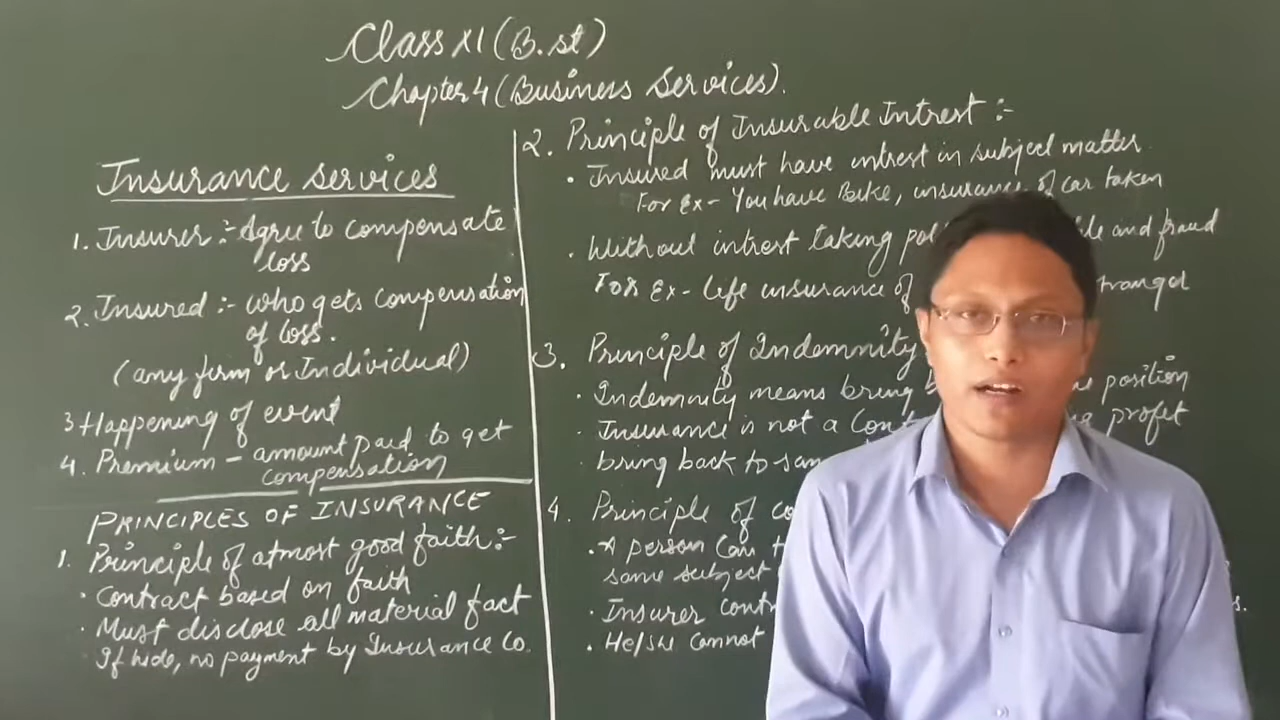 Class XI (B.st)
Chapter 4 (Business Services).
Insurance services
1. Insurer :- Agree to compensate
loss
2. Insured :- who gets compensation
of loss.
(any firm or Individual)
3 Happening of event
4. Premium - amount paid to get
compensation
PRINCIPLES OF INSURANCE
1. Principle of atmost good faith:-
• Contract based on faith
• Must disclose all material fact
If hide, no payment by Insurance Co.
2. Principle of Insurable Intrest :-
• Insured must have intrest in subject matter.
For Ex- You have Bike, insurance of car taken
• Without intrest taking and fraud
For Ex- Life insurance of
3. Principle of Indemnity
• Indemnity means bring position
• Insurance is not a profit
bring back to
4. Principle of
• A person can
same subject
• Insurer
• He/She cannot